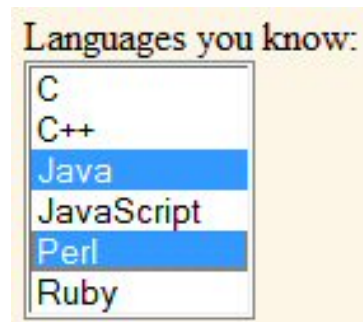 Languages you know:
C
C++
Java
JavaScript
Perl
Ruby